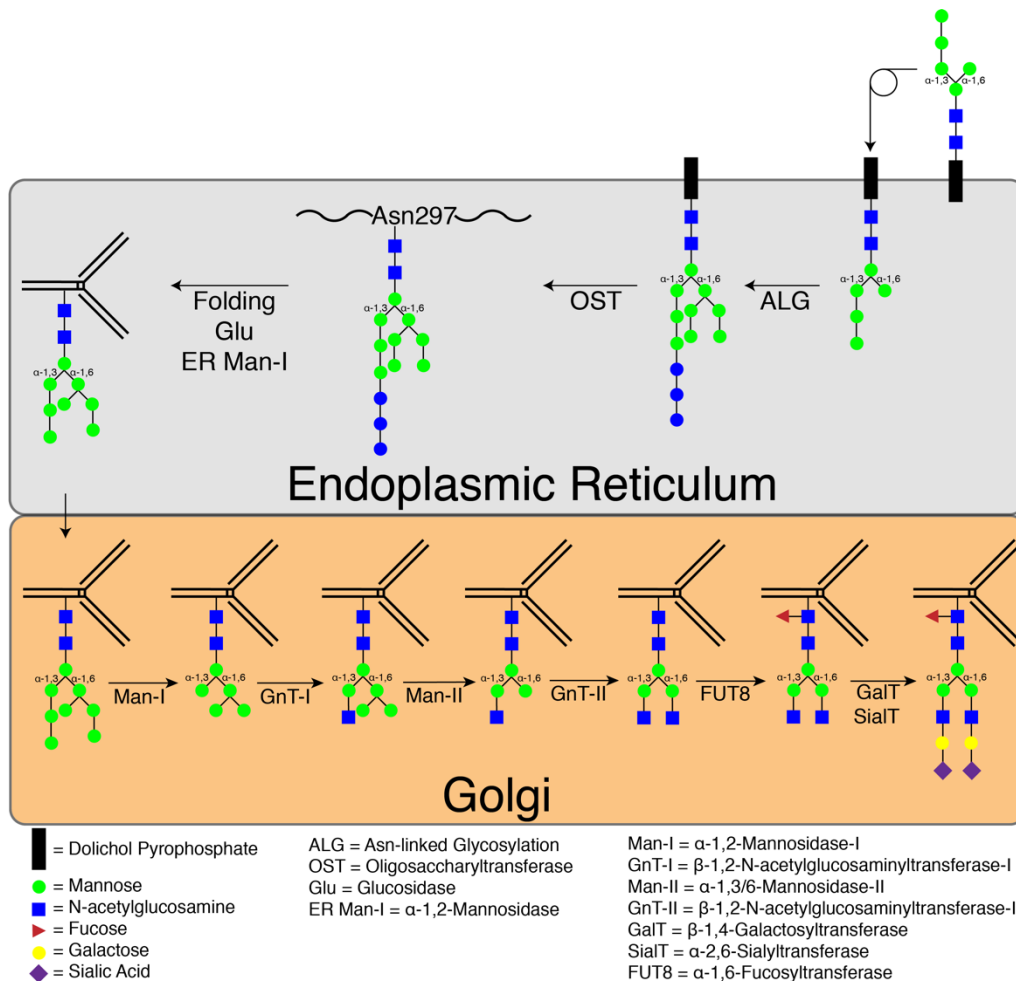 α-1,3 α-1,6
Asn297
α-1,3 α-1,6
α-1,3 α-1,6
α-1,3 α-1,6
α-1,3 α-1,6
Folding
Glu
ER Man-I
OST
ALG
Endoplasmic Reticulum
α-1,3 α-1,6
α-1,3 α-1,6
α-1,3 α-1,6
α-1,3 α-1,6
α-1,3 α-1,6
α-1,3 α-1,6
α-1,3 α-1,6
Man-I
GnT-I
Man-II
GnT-II
FUT8
GalT
SialT
Golgi
= Dolichol Pyrophosphate
= Mannose
= N-acetylglucosamine
= Fucose
= Galactose
= Sialic Acid
ALG = Asn-linked Glycosylation
OST = Oligosaccharyltransferase
Glu = Glucosidase
ER Man-I = α-1,2-Mannosidase
Man-I = α-1,2-Mannosidase-I
GnT-I = β-1,2-N-acetylglucosaminyltransferase-I
Man-II = α-1,3/6-Mannosidase-II
GnT-II = β-1,2-N-acetylglucosaminyltransferase-I
GalT = β-1,4-Galactosyltransferase
SialT = α-2,6-Sialyltransferase
FUT8 = α-1,6-Fucosyltransferase